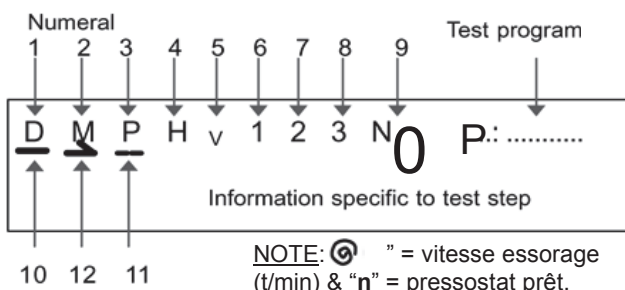 Numeral
1 2 3 4 5 6 7 8 9 Test program
D M P H v 1 2 3 N 0 P.: ...........
Information specific to test step
NOTE: ” = vitesse essorage
10 12 11 (t/min) & “n” = pressostat prêt.